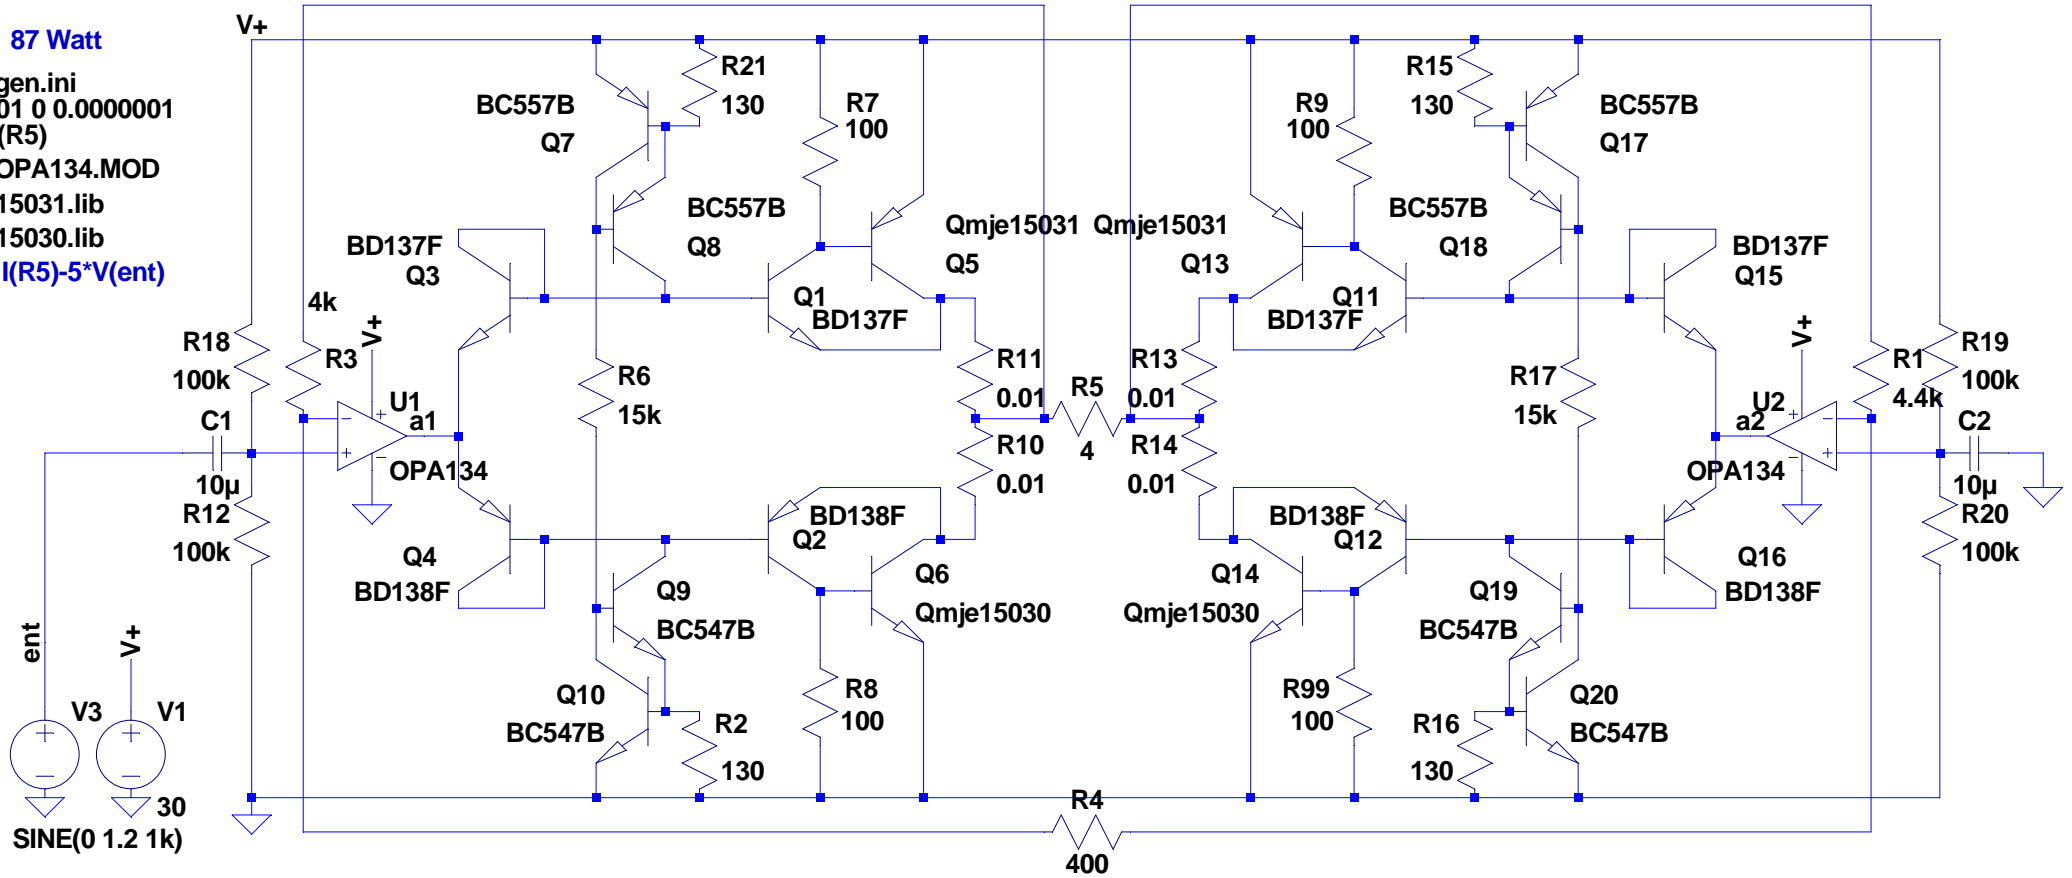 V+
87 Watt
gen.ini
01 0 0.0000001
(R5)
OPA134.MOD
15031.lib
15030.lib
I(R5)-5*V(ent)
R21
130
BC557B
Q7
R7
100
R9
100
R15
130
BC557B
Q17
BC557B
Q8
Qmje15031
Q5
Qmje15031
Q13
BC557B
Q18
BD137F
Q3
BD137F
Q15
Q1
BD137F
Q11
BD137F
4k
R3
R18
100k
V+
U1
a1
+
−
+
−
OPA134
C1
10µ
R12
100k
R6
15k
R11
0.01
R10
0.01
R5
4
R13
0.01
R14
0.01
R17
15k
V+
U2
a2
+
−
+
−
OPA134
R1
4.4k
R19
100k
C2
10µ
R20
100k
Q4
BD138F
BD138F
Q2
BD138F
Q12
Q16
BD138F
Q9
BC547B
Q6
Qmje15030
Q14
Qmje15030
Q19
BC547B
Q10
BC547B
R2
130
R8
100
R99
100
R16
130
Q20
BC547B
ent
V+
V3
+
−
V1
+
−
30
SINE(0 1.2 1k)
R4
400